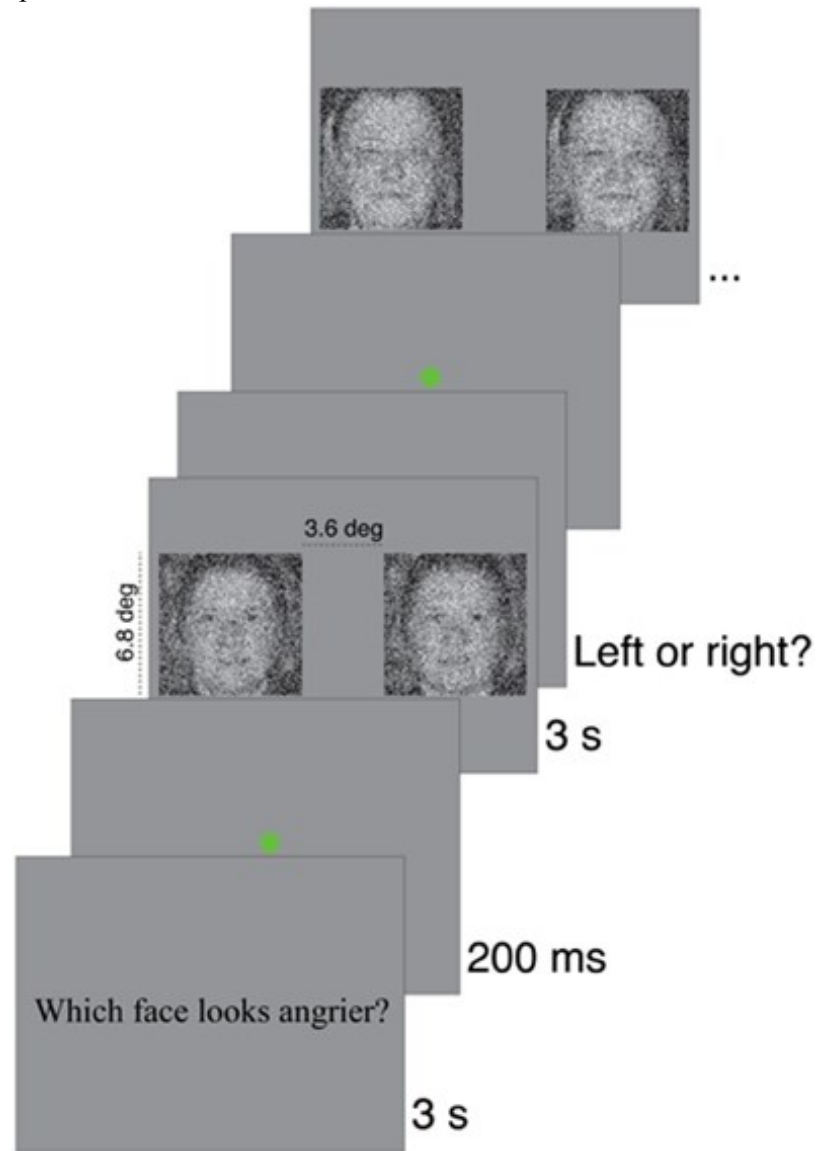 ...
3.6 deg
6.8 deg
Left or right?
3 s
200 ms
Which face looks angrier?
3 s